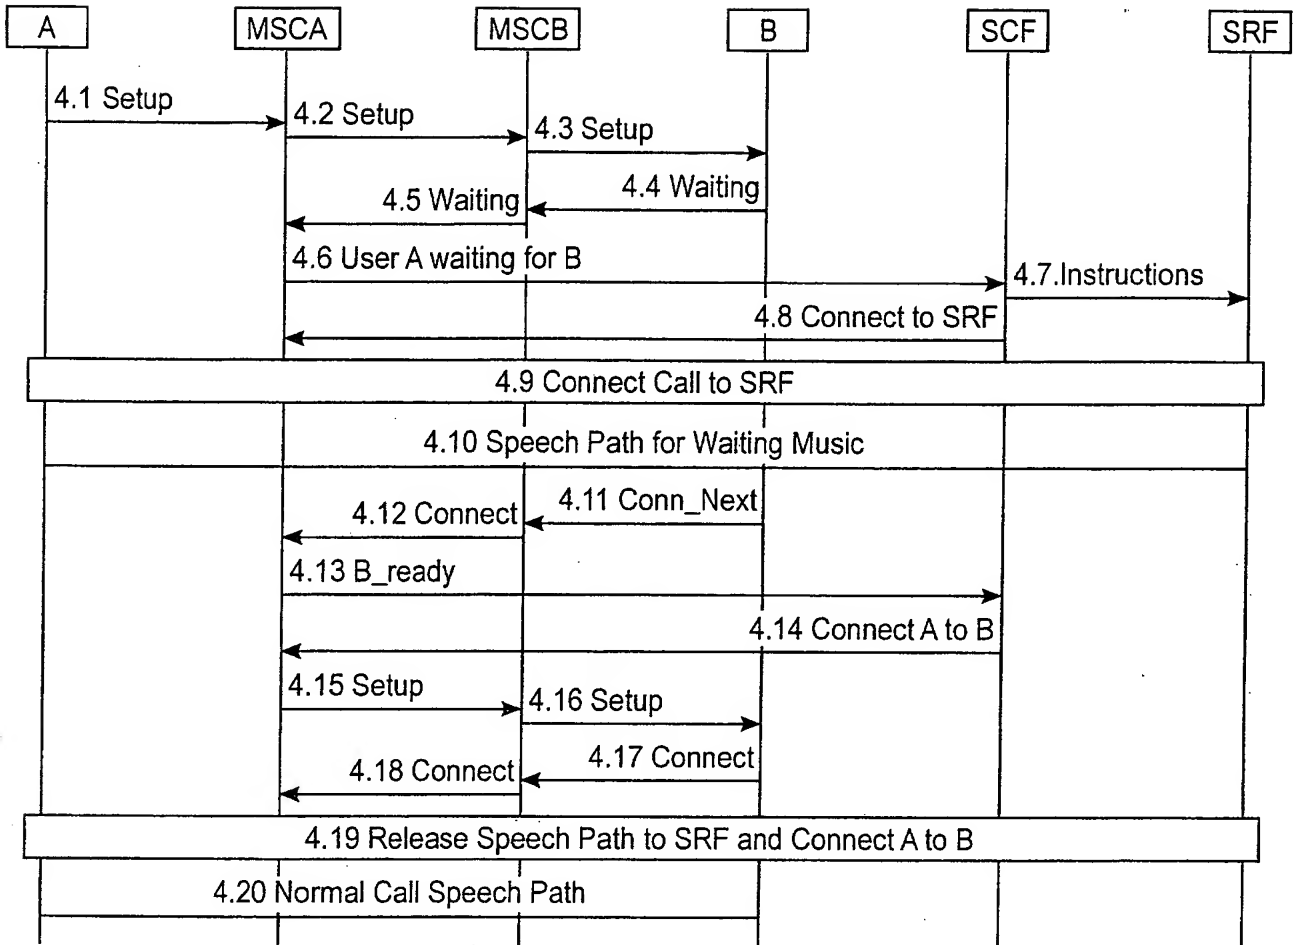 A MSCA MSCB B SCF SRF
4.1 Setup
4.2 Setup
4.3 Setup
4.4 Waiting
4.5 Waiting
4.6 User A waiting for B
4.7.Instructions
4.8 Connect to SRF
4.9 Connect Call to SRF
4.10 Speech Path for Waiting Music
4.11 Conn_Next
4.12 Connect
4.13 B_ready
4.14 Connect A to B
4.15 Setup
4.16 Setup
4.17 Connect
4.18 Connect
4.19 Release Speech Path to SRF and Connect A to B
4.20 Normal Call Speech Path